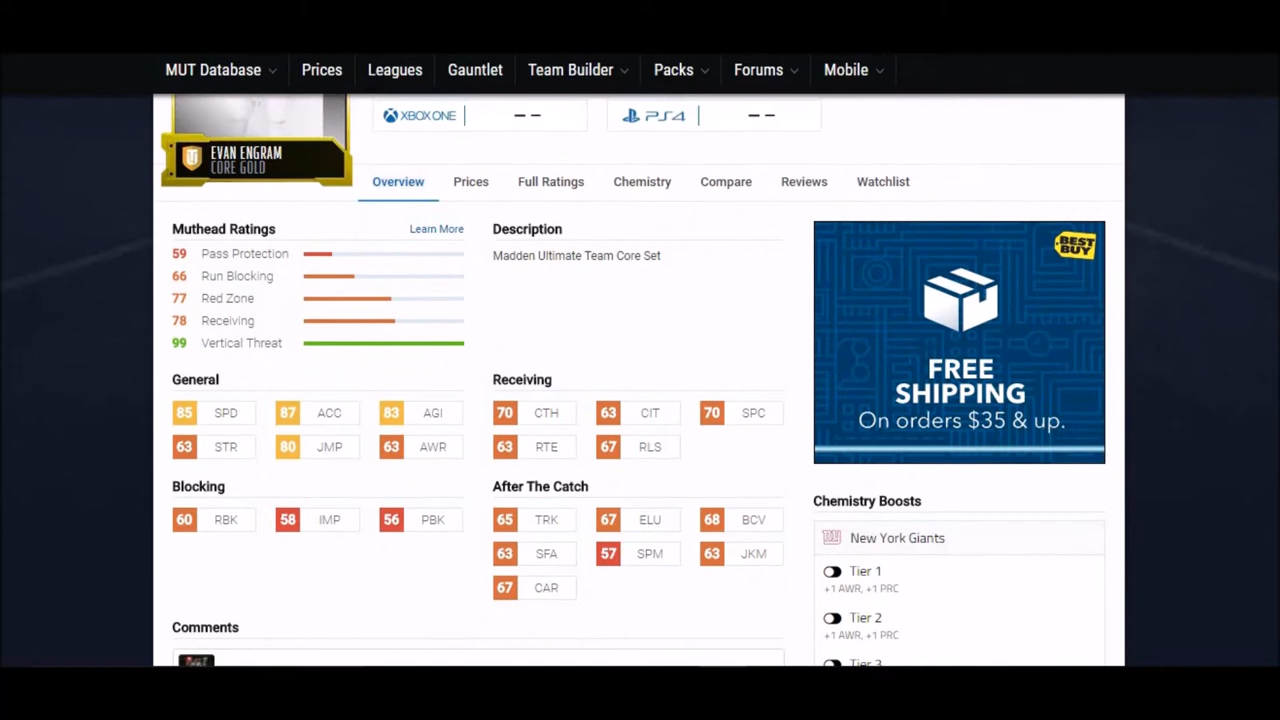 MUT Database Prices Leagues Gauntlet Team Builder Packs Forums Mobile
XBOX ONE -- PS4 --
EVAN ENGRAM
CORE GOLD
Overview Prices Full Ratings Chemistry Compare Reviews Watchlist
Muthead Ratings Learn More
59 Pass Protection
66 Run Blocking
77 Red Zone
78 Receiving
99 Vertical Threat
Description
Madden Ultimate Team Core Set
General
85 SPD 87 ACC 83 AGI
63 STR 80 JMP 63 AWR
Receiving
70 CTH 63 CIT 70 SPC
63 RTE 67 RLS
Blocking
60 RBK 58 IMP 56 PBK
After The Catch
65 TRK 67 ELU 68 BCV
63 SFA 57 SPM 63 JKM
67 CAR
Comments
BEST BUY
FREE
SHIPPING
On orders $35 & up.
Chemistry Boosts
NY New York Giants
Tier 1
+1 AWR, +1 PRC
Tier 2
+1 AWR, +1 PRC
Tier 3